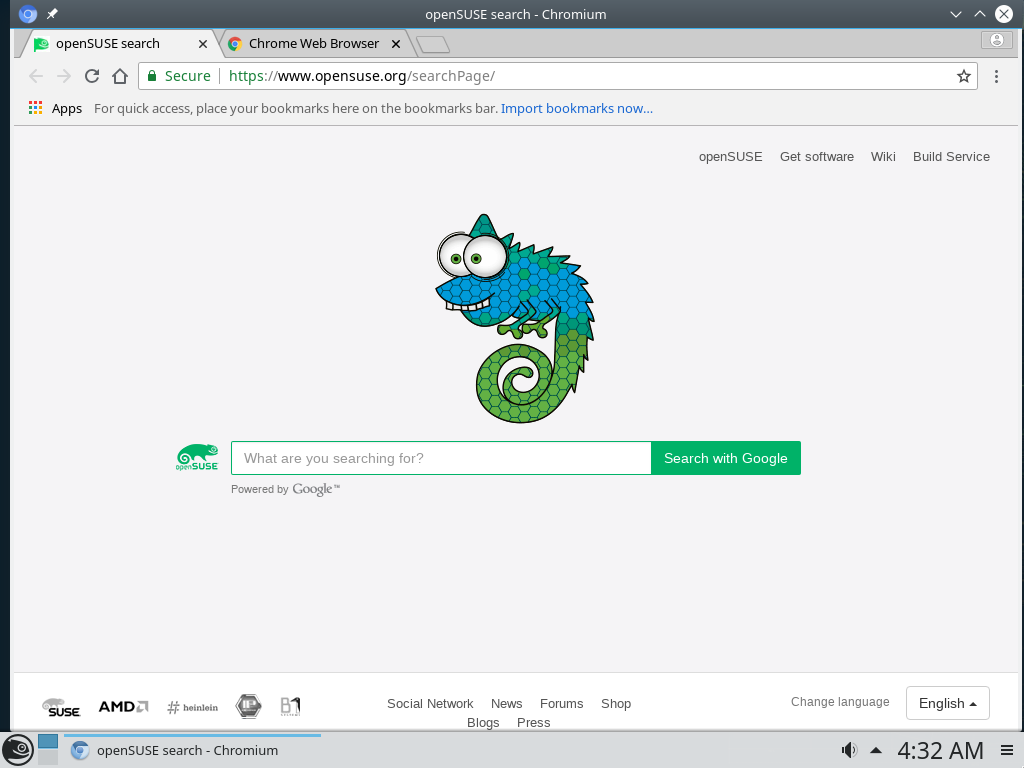 openSUSE search - Chromium
openSUSE search
Chrome Web Browser
Secure
https://www.opensuse.org/searchPage/
Apps
For quick access, place your bookmarks here on the bookmarks bar. Import bookmarks now...
openSUSE Get software Wiki Build Service
openSUSE
What are you searching for?
Search with Google
Powered by Google™
SUSE
AMD
# heinlein
IP
B1
Social Network News Forums Shop
Blogs Press
Change language
English
openSUSE search - Chromium
4:32 AM